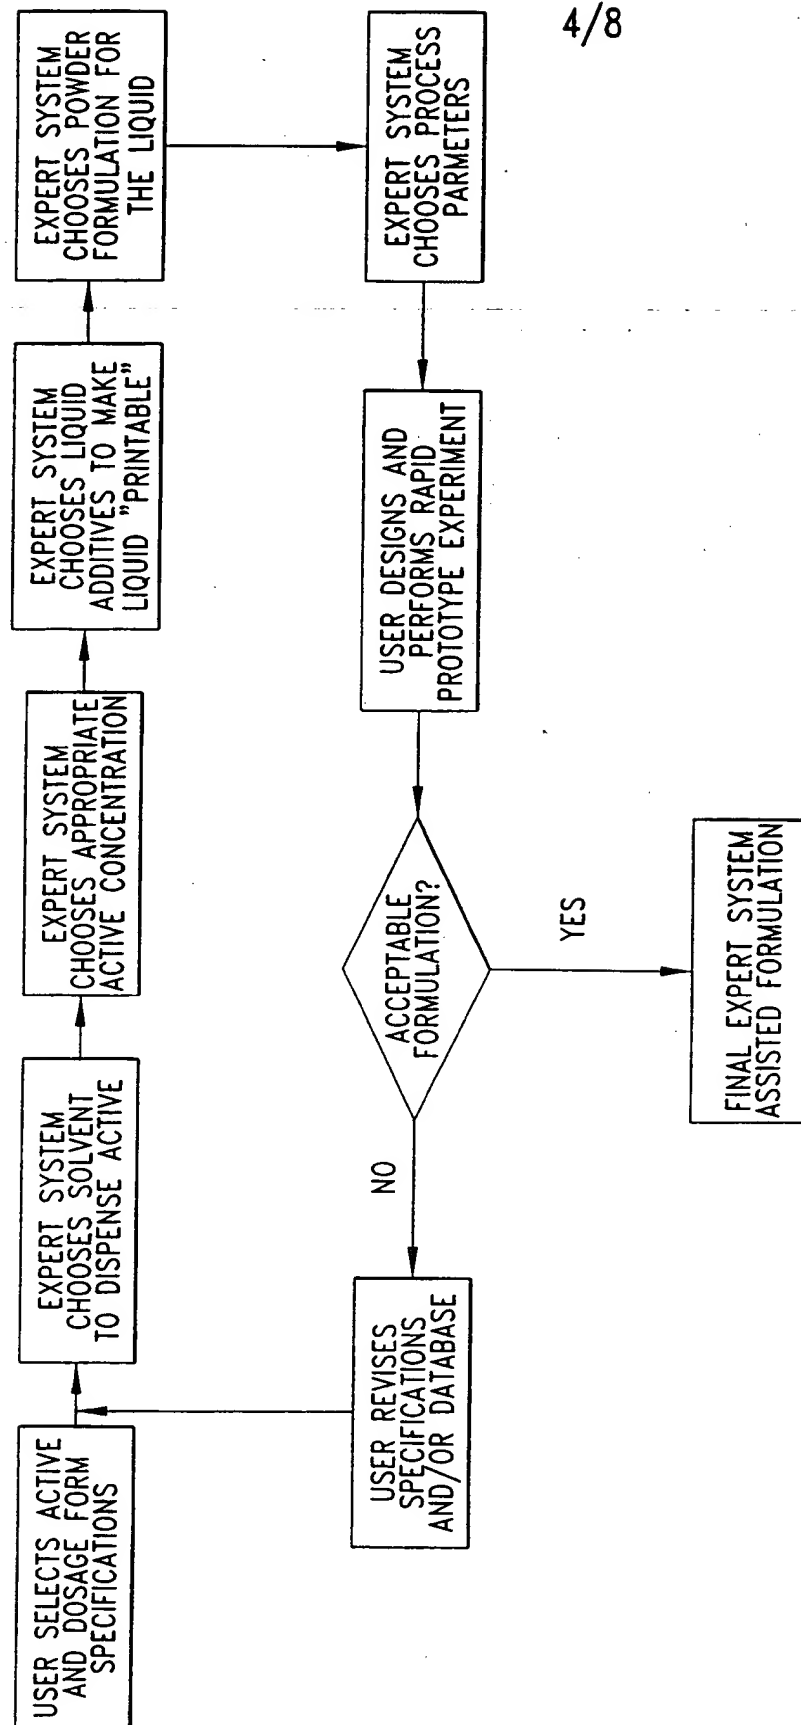 4/8
USER SELECTS ACTIVE
AND DOSAGE FORM
SPECIFICATIONS
EXPERT SYSTEM
CHOOSES SOLVENT
TO DISPENSE ACTIVE
EXPERT SYSTEM
CHOOSES APPROPRIATE
ACTIVE CONCENTRATION
EXPERT SYSTEM
CHOOSES LIQUID
ADDITIVES TO MAKE
LIQUID "PRINTABLE"
EXPERT SYSTEM
CHOOSES POWDER
FORMULATION FOR
THE LIQUID
EXPERT SYSTEM
CHOOSES PROCESS
PARMETERS
USER DESIGNS AND
PERFORMS RAPID
PROTOTYPE EXPERIMENT
ACCEPTABLE
FORMULATION?
NO
USER REVISES
SPECIFICATIONS
AND/OR DATABASE
YES
FINAL EXPERT SYSTEM
ASSISTED FORMULATION